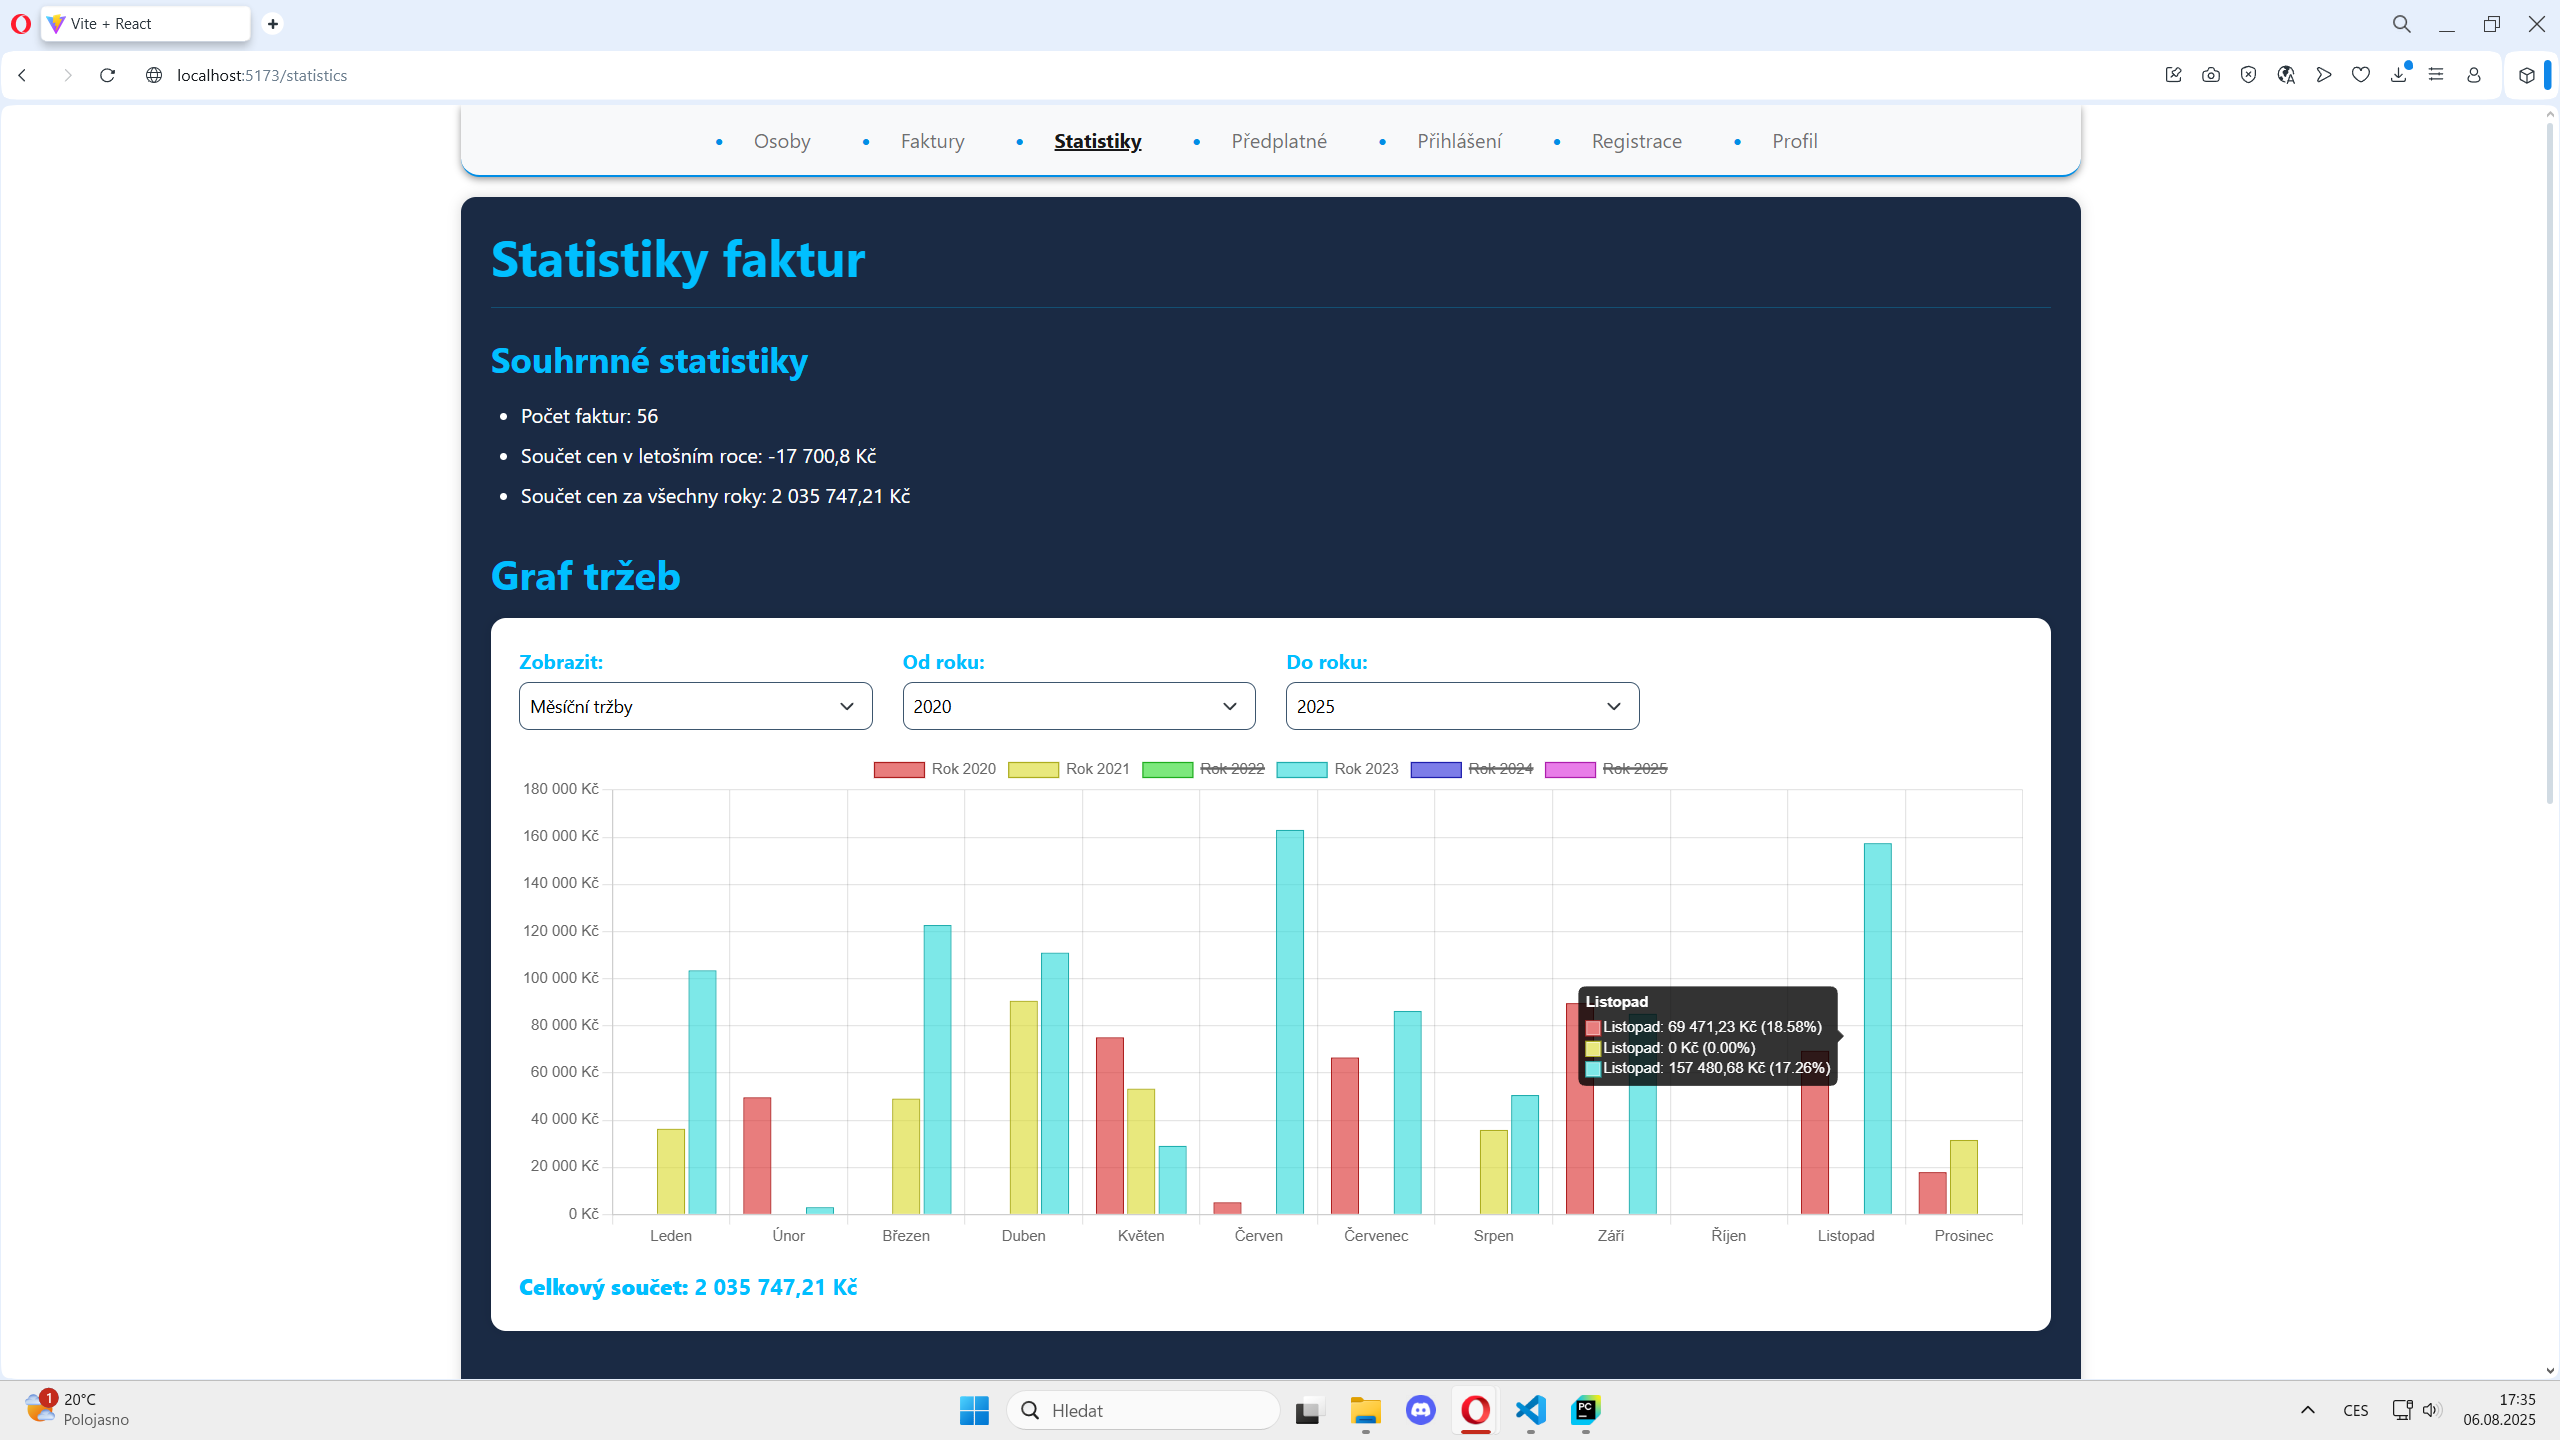 Vite + React
localhost:5173/statistics
Osoby
Faktury
Statistiky
Předplatné
Přihlášení
Registrace
Profil
Statistiky faktur
Souhrnné statistiky
Počet faktur: 56
Součet cen v letošním roce: -17 700,8 Kč
Součet cen za všechny roky: 2 035 747,21 Kč
Graf tržeb
Zobrazit:
Od roku:
Do roku:
Měsíční tržby
2020
2025
Rok 2020
Rok 2021
Rok 2022
Rok 2023
Rok 2024
Rok 2025
180 000 Kč
160 000 Kč
140 000 Kč
120 000 Kč
100 000 Kč
80 000 Kč
60 000 Kč
40 000 Kč
20 000 Kč
0 Kč
Listopad
Listopad: 69 471,23 Kč (18.58%)
Listopad: 0 Kč (0.00%)
Listopad: 157 480,68 Kč (17.26%)
Leden
Únor
Březen
Duben
Květen
Červen
Červenec
Srpen
Září
Říjen
Listopad
Prosinec
Celkový součet: 2 035 747,21 Kč
1
20°C
Polojasno
Hledat
PC
CES
17:35
06.08.2025